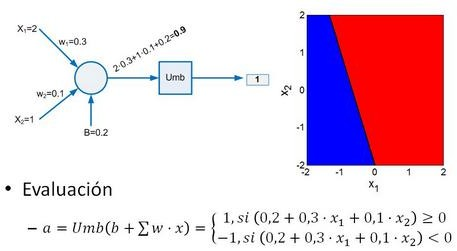 X₁=2
w₁=0.3
2·0.3+1·0.1+0.2=0.9
Umb
1
w₂=0.1
X₂=1
B=0.2
2
1
0
-1
-2
x₂
-2 -1 0 1 2
x₁
• Evaluación
– a = Umb(b + ∑w · x) = { 1, si (0,2 + 0,3 · x₁ + 0,1 · x₂) ≥ 0
−1, si (0,2 + 0,3 · x₁ + 0,1 · x₂) < 0